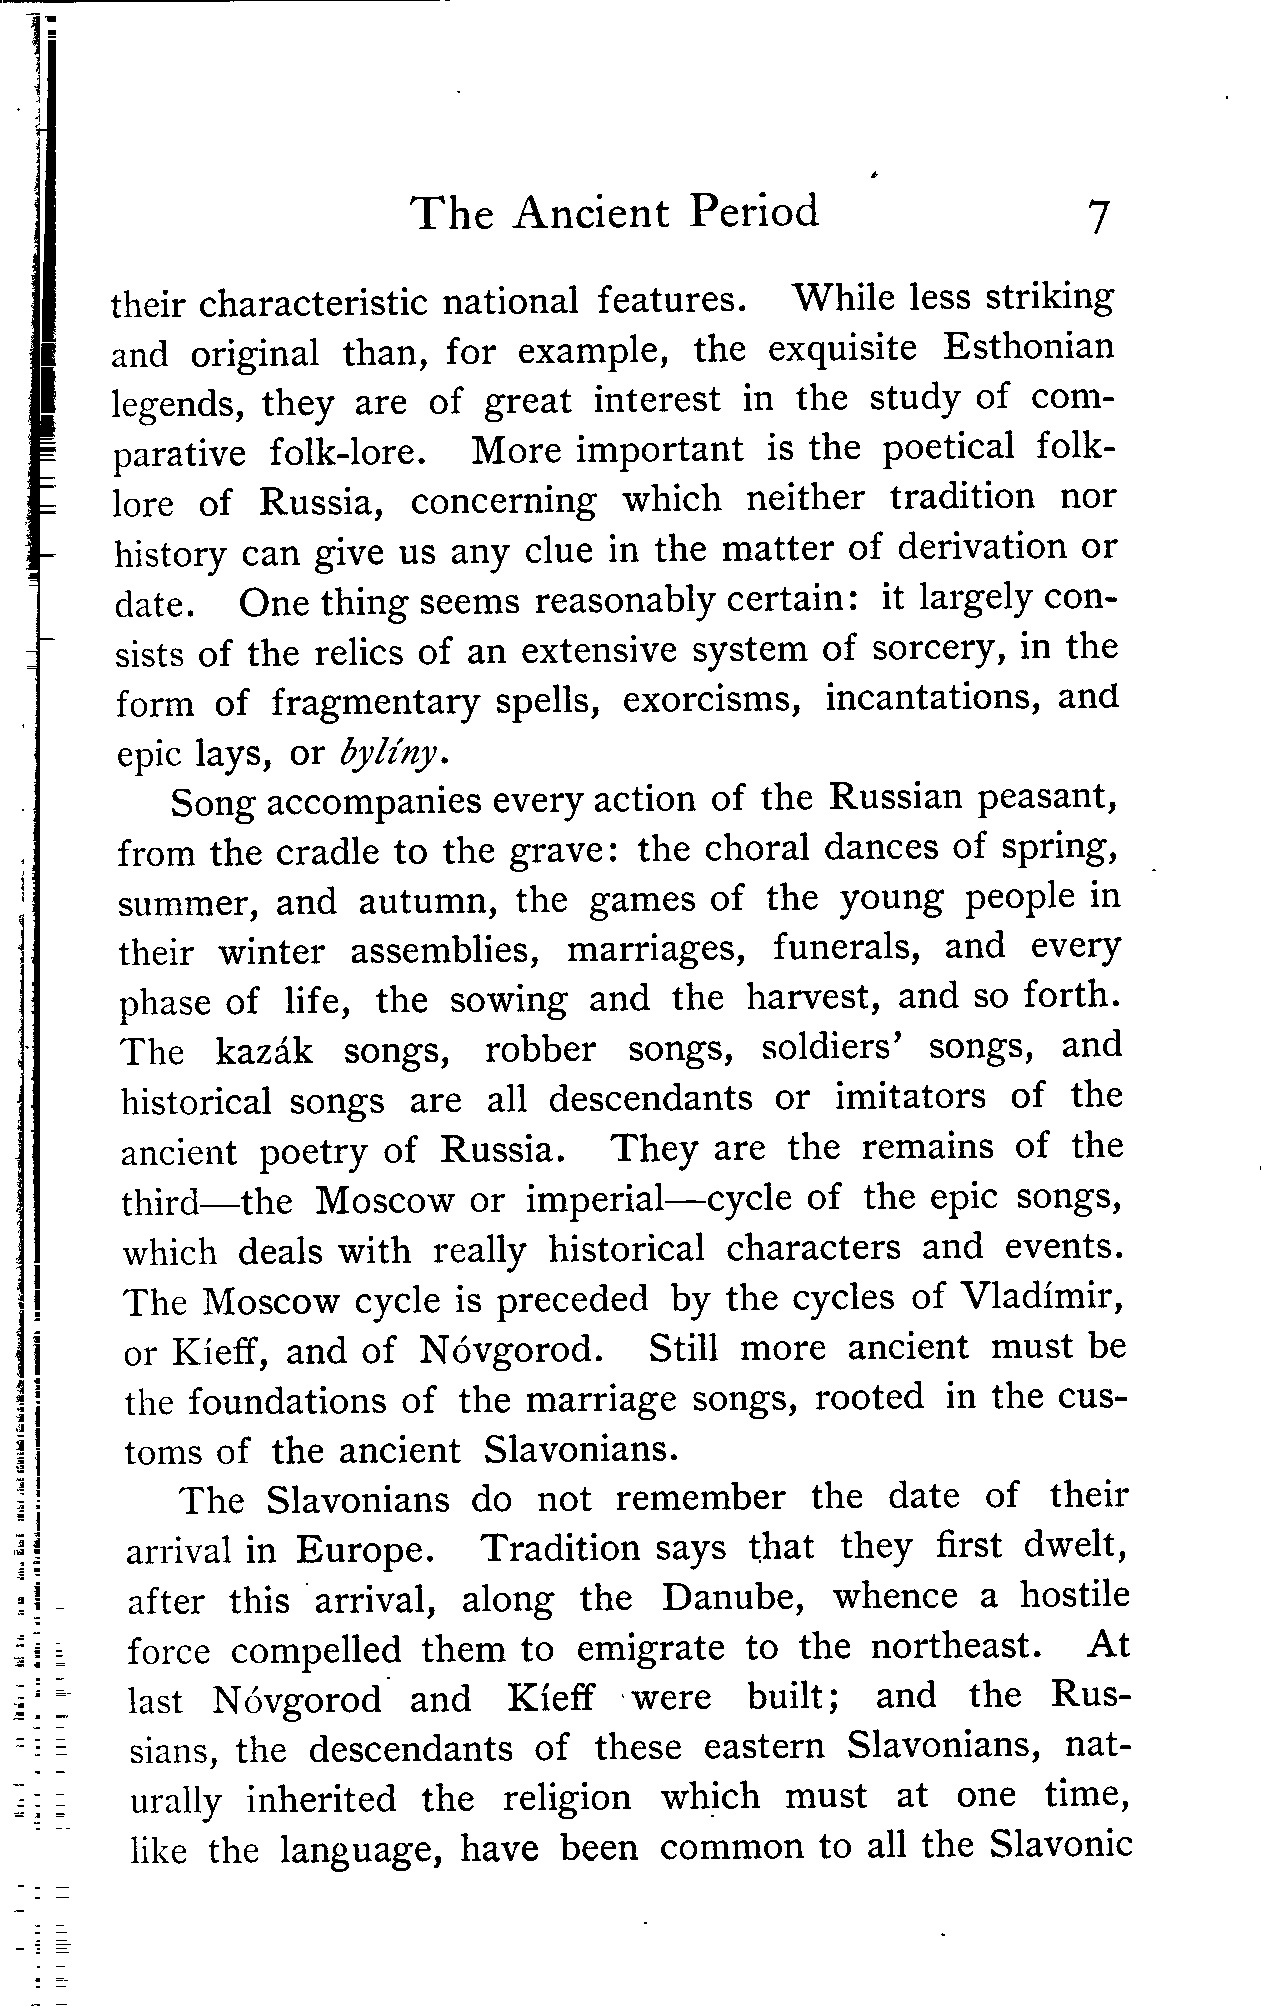 The Ancient Period 7
their characteristic national features. While less striking
and original than, for example, the exquisite Esthonian
legends, they are of great interest in the study of com-
parative folk-lore. More important is the poetical folk-
lore of Russia, concerning which neither tradition nor
history can give us any clue in the matter of derivation or
date. One thing seems reasonably certain: it largely con-
sists of the relics of an extensive system of sorcery, in the
form of fragmentary spells, exorcisms, incantations, and
epic lays, or bylíny.
Song accompanies every action of the Russian peasant,
from the cradle to the grave: the choral dances of spring,
summer, and autumn, the games of the young people in
their winter assemblies, marriages, funerals, and every
phase of life, the sowing and the harvest, and so forth.
The kazák songs, robber songs, soldiers' songs, and
historical songs are all descendants or imitators of the
ancient poetry of Russia. They are the remains of the
third—the Moscow or imperial—cycle of the epic songs,
which deals with really historical characters and events.
The Moscow cycle is preceded by the cycles of Vladímir,
or Kíeff, and of Nóvgorod. Still more ancient must be
the foundations of the marriage songs, rooted in the cus-
toms of the ancient Slavonians.
The Slavonians do not remember the date of their
arrival in Europe. Tradition says that they first dwelt,
after this arrival, along the Danube, whence a hostile
force compelled them to emigrate to the northeast. At
last Nóvgorod and Kíeff were built; and the Rus-
sians, the descendants of these eastern Slavonians, nat-
urally inherited the religion which must at one time,
like the language, have been common to all the Slavonic